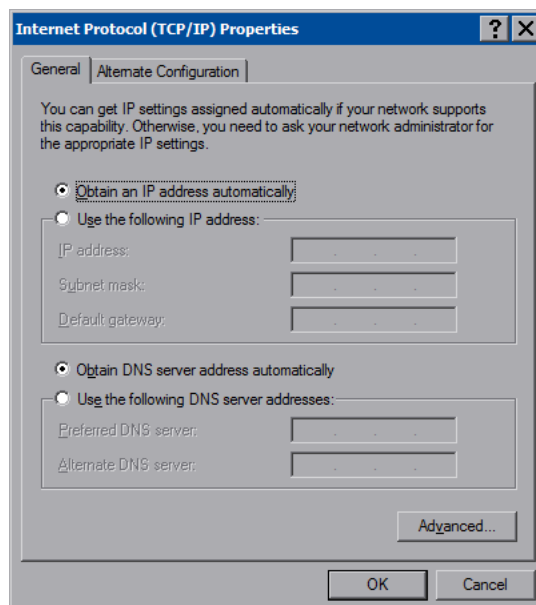 Internet Protocol (TCP/IP) Properties
General Alternate Configuration
You can get IP settings assigned automatically if your network supports
this capability. Otherwise, you need to ask your network administrator for
the appropriate IP settings.
Obtain an IP address automatically
Use the following IP address:
IP address:
Subnet mask:
Default gateway:
Obtain DNS server address automatically
Use the following DNS server addresses:
Preferred DNS server:
Alternate DNS server:
Advanced...
OK Cancel